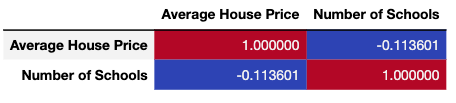 Average House Price Number of Schools
Average House Price 1.000000 -0.113601
Number of Schools -0.113601 1.000000